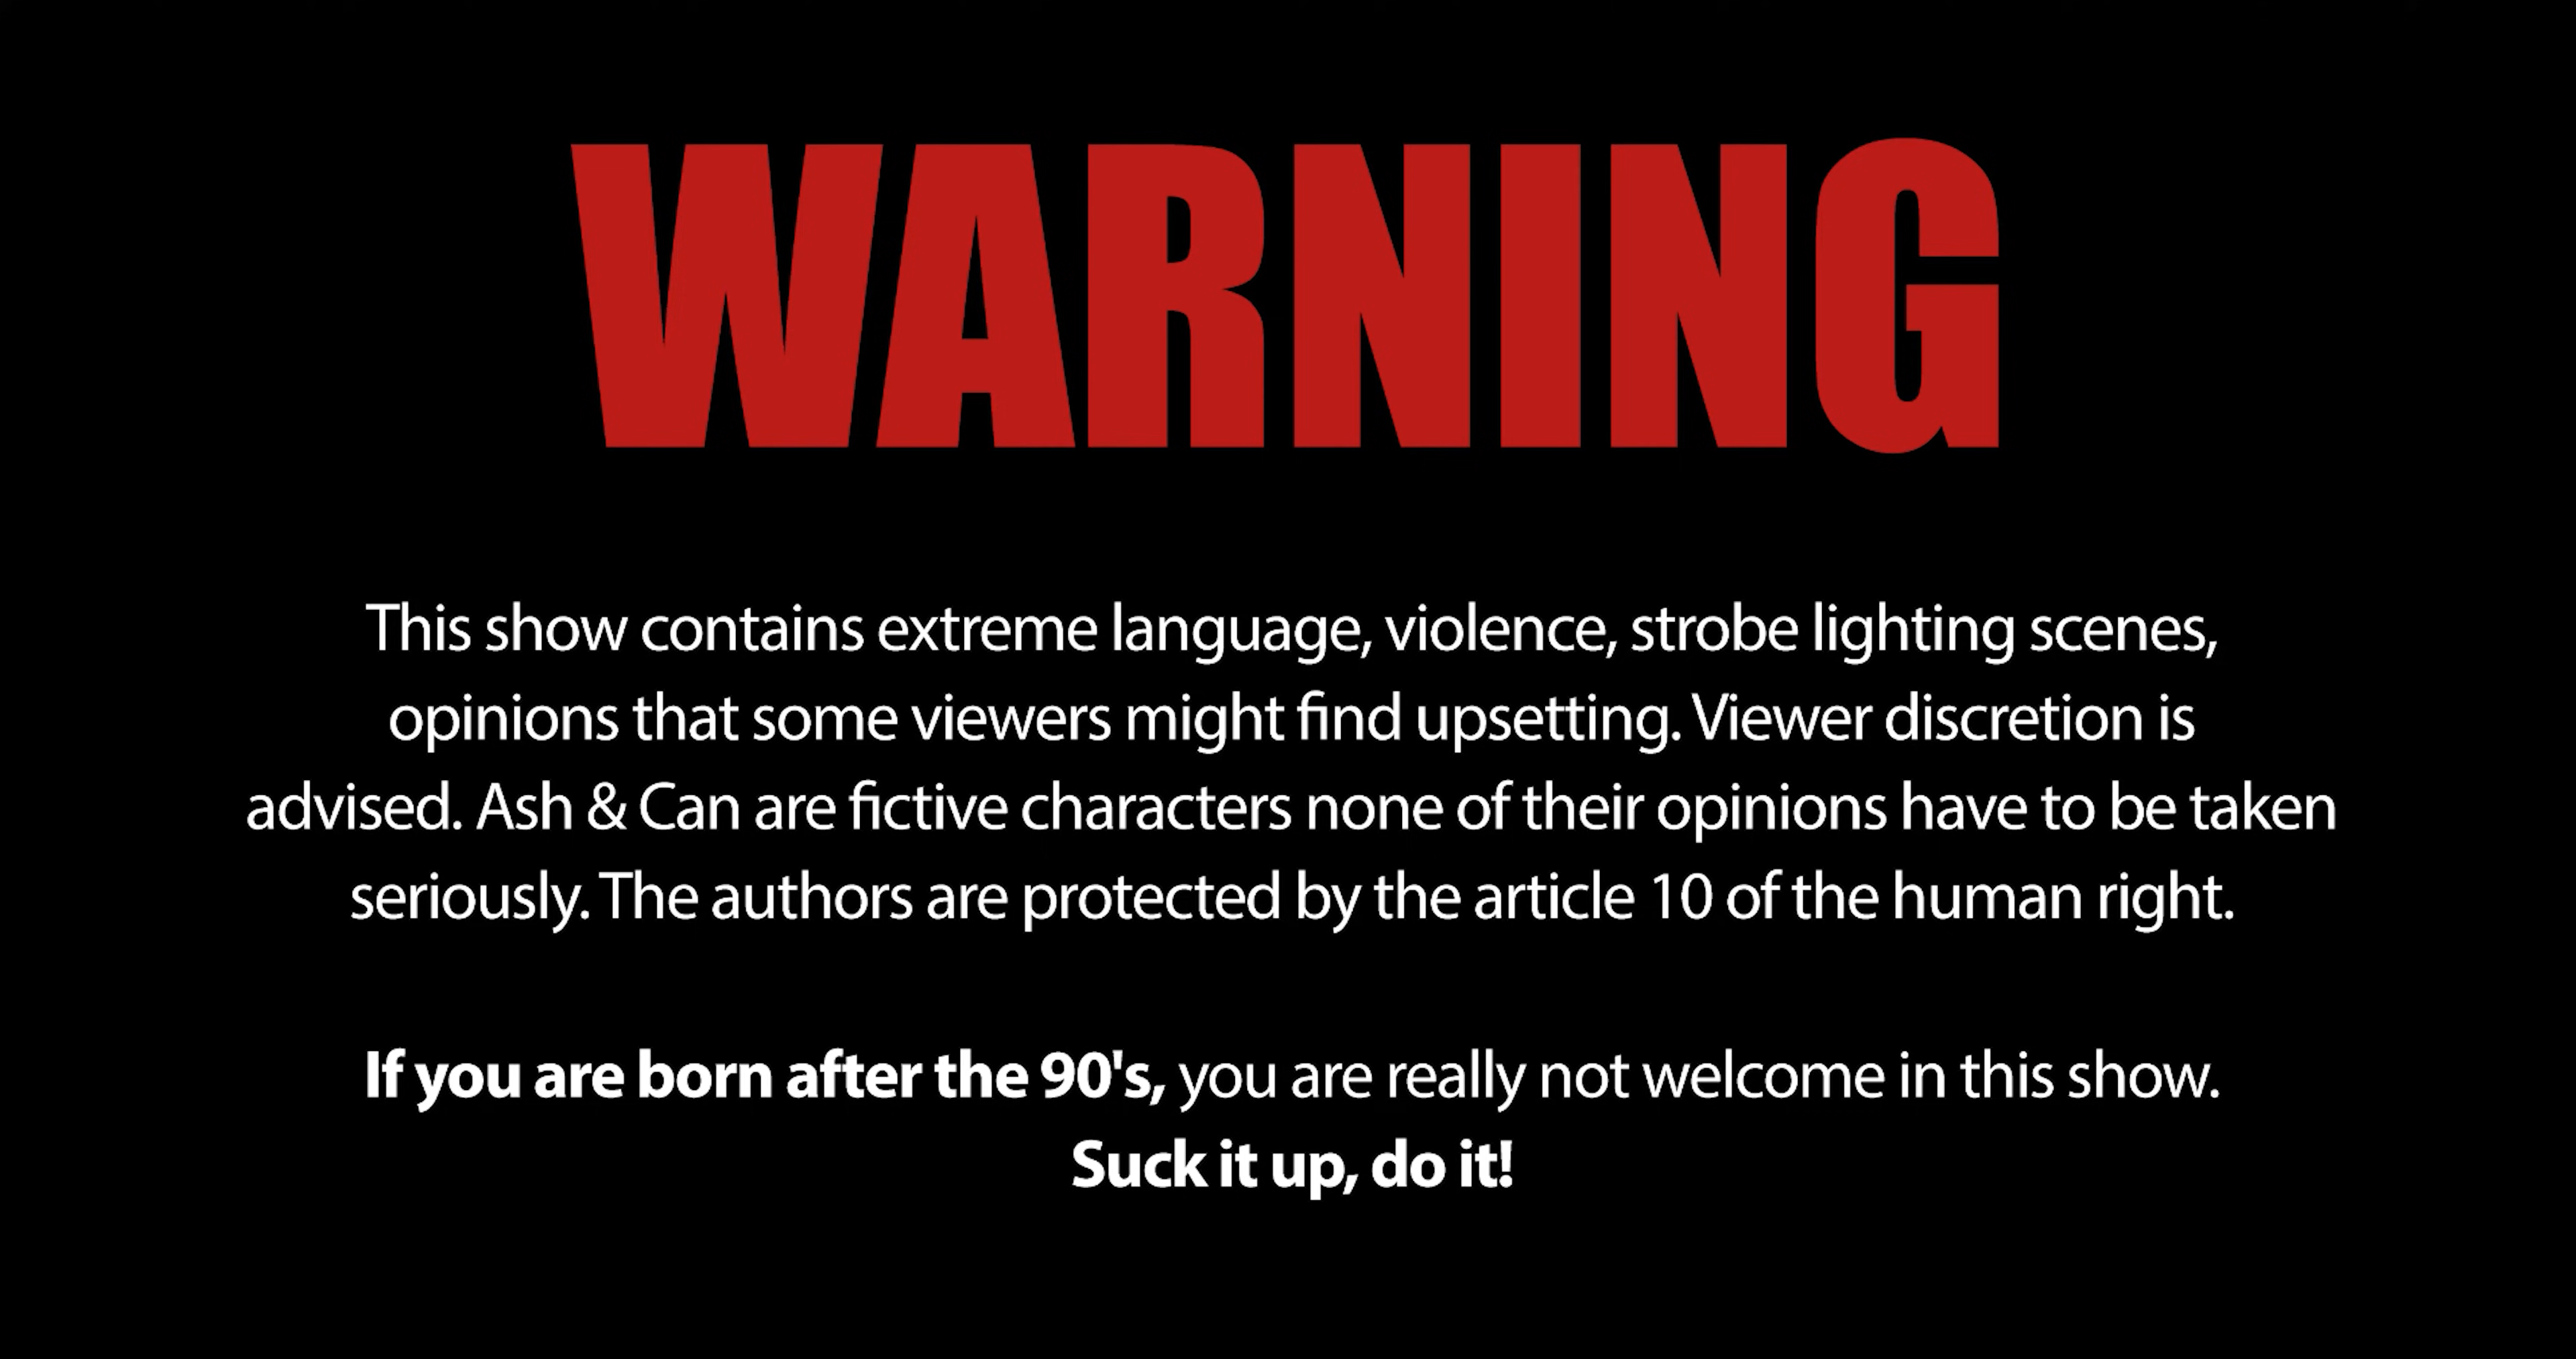 WARNING
This show contains extreme language, violence, strobe lighting scenes,
opinions that some viewers might find upsetting. Viewer discretion is
advised. Ash & Can are fictive characters none of their opinions have to be taken
seriously. The authors are protected by the article 10 of the human right.
If you are born after the 90's, you are really not welcome in this show.
Suck it up, do it!